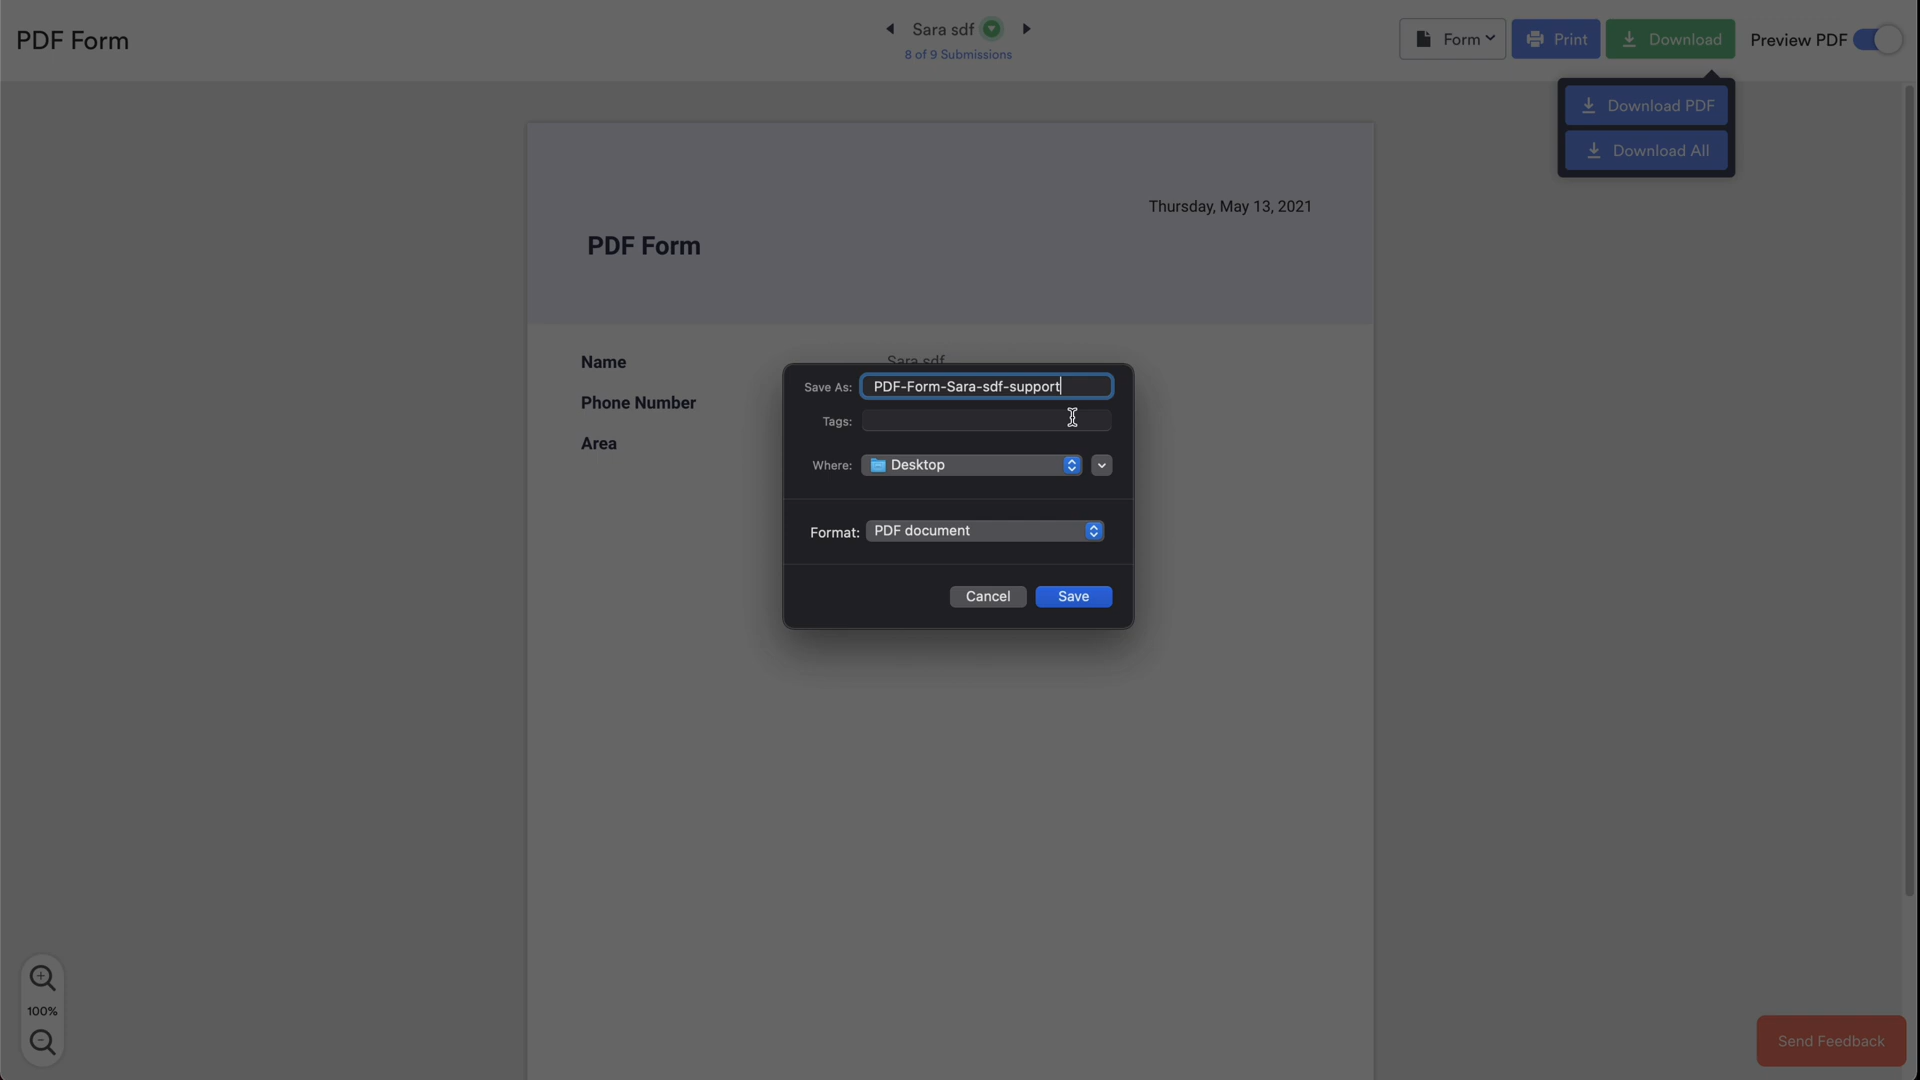 PDF Form
Sara sdf
8 of 9 Submissions
Form
Print
Download
Preview PDF
Download PDF
Download All
Thursday, May 13, 2021
PDF Form
Name
Sara sdf
Phone Number
Area
Save As: PDF-Form-Sara-sdf-support
Tags:
Where: Desktop
Format: PDF document
Cancel
Save
100%
Send Feedback